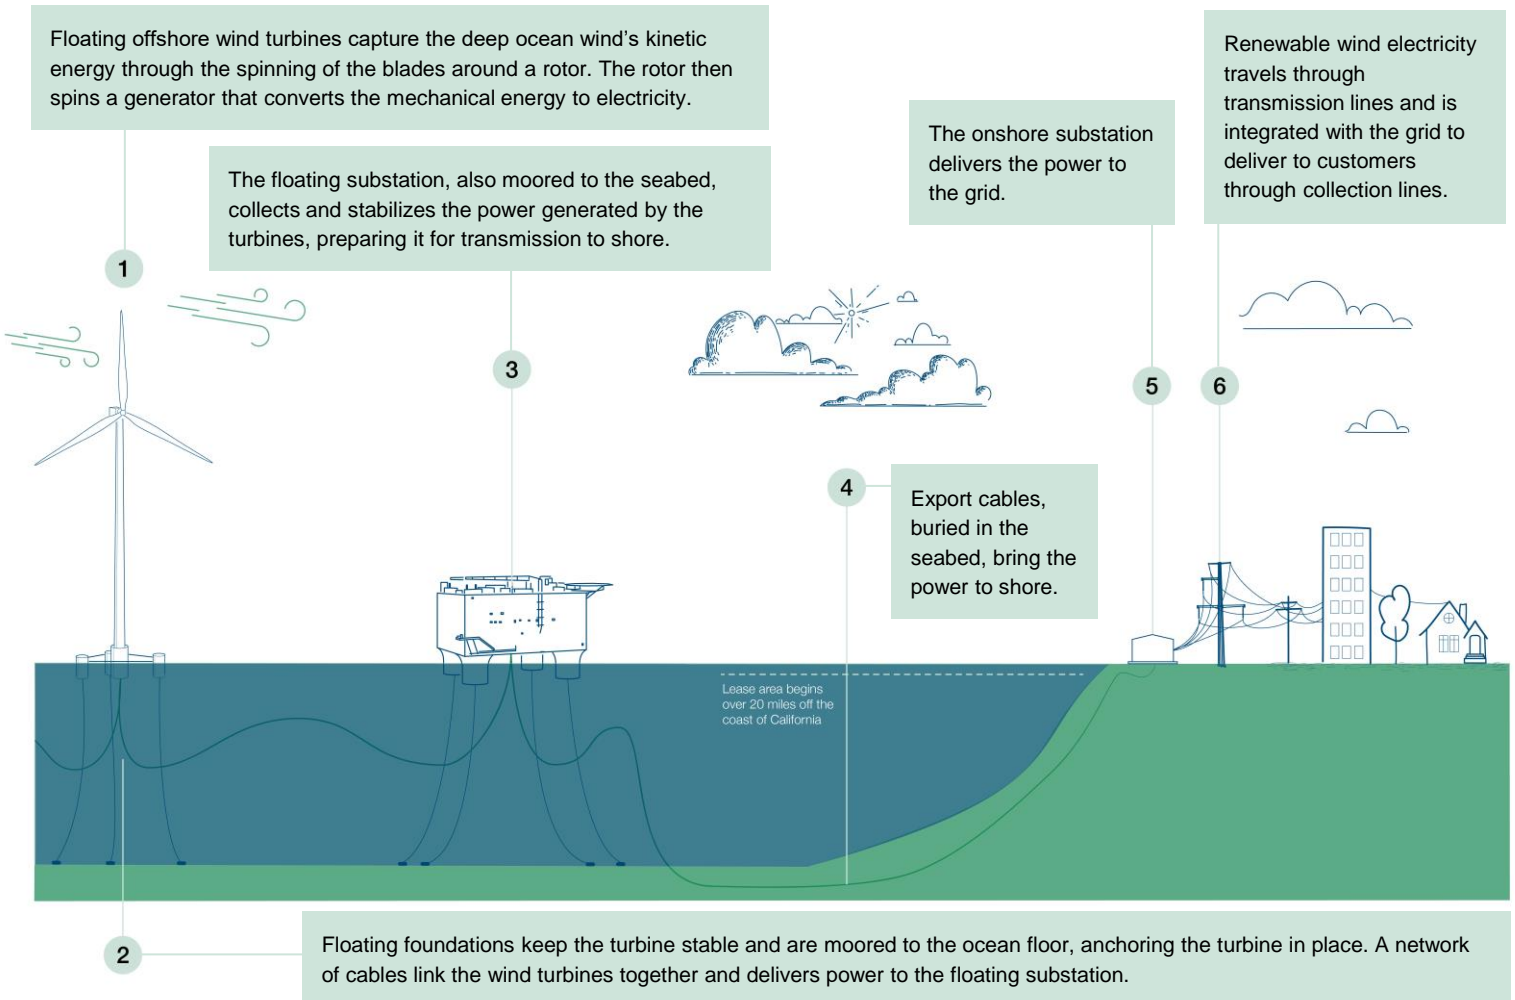 Floating offshore wind turbines capture the deep ocean wind's kinetic
energy through the spinning of the blades around a rotor. The rotor then
spins a generator that converts the mechanical energy to electricity.
1
2
Floating foundations keep the turbine stable and are moored to the ocean floor, anchoring the turbine in place. A network
of cables link the wind turbines together and delivers power to the floating substation.
The floating substation, also moored to the seabed,
collects and stabilizes the power generated by the
turbines, preparing it for transmission to shore.
3
4
Export cables,
buried in the
seabed, bring the
power to shore.
Lease area begins
over 20 miles off the
coast of California
The onshore substation
delivers the power to
the grid.
5
Renewable wind electricity
travels through
transmission lines and is
integrated with the grid to
deliver to customers
through collection lines.
6